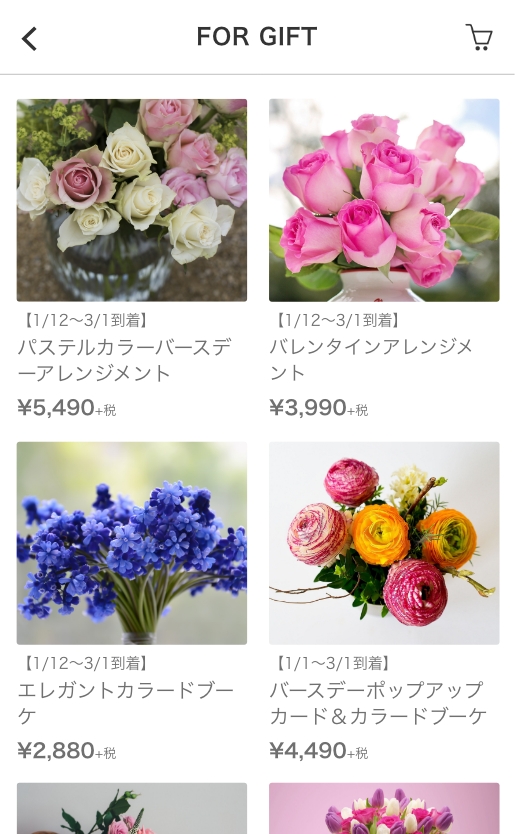 FOR GIFT
【1/12〜3/1到着】
パステルカラーバースデ
ーアレンジメント
¥5,490+税
【1/12〜3/1到着】
バレンタインアレンジメ
ント
¥3,990+税
【1/12〜3/1到着】
エレガントカラードブー
ケ
¥2,880+税
【1/1〜3/1到着】
バースデーポップアップ
カード＆カラードブーケ
¥4,490+税